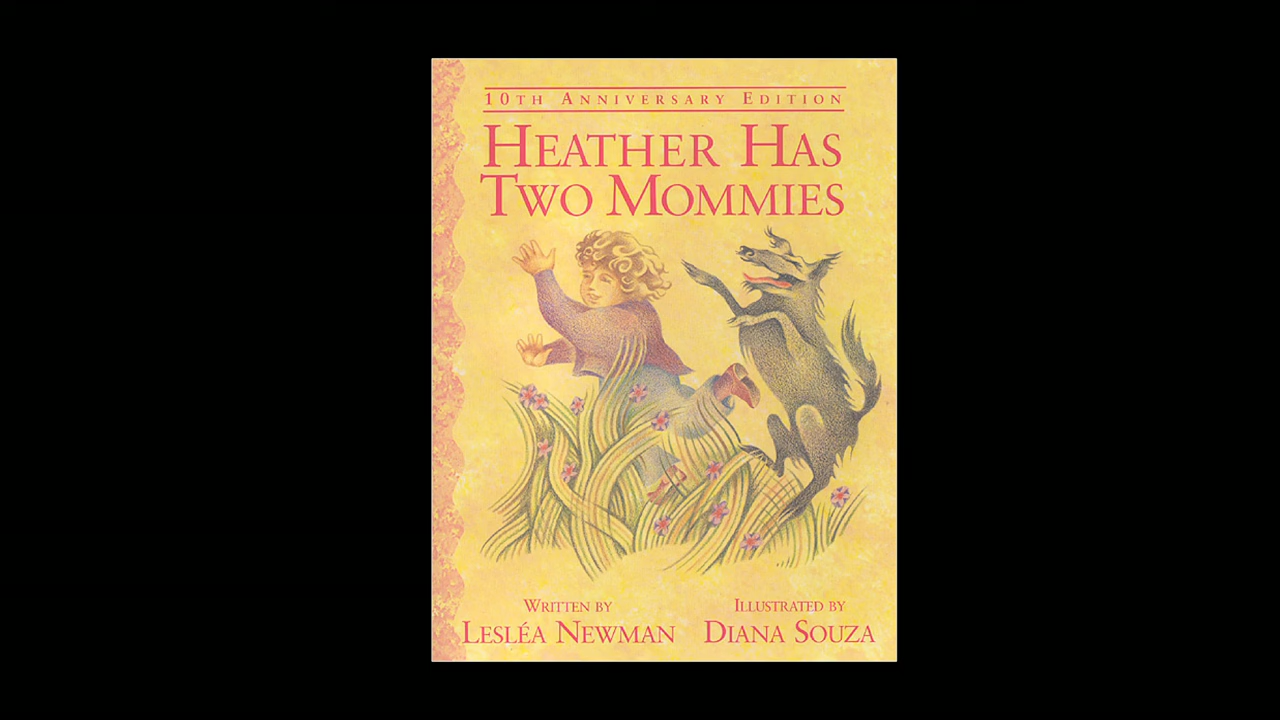 10TH ANNIVERSARY EDITION
HEATHER HAS
TWO MOMMIES
WRITTEN BY
LESLÉA NEWMAN
ILLUSTRATED BY
DIANA SOUZA